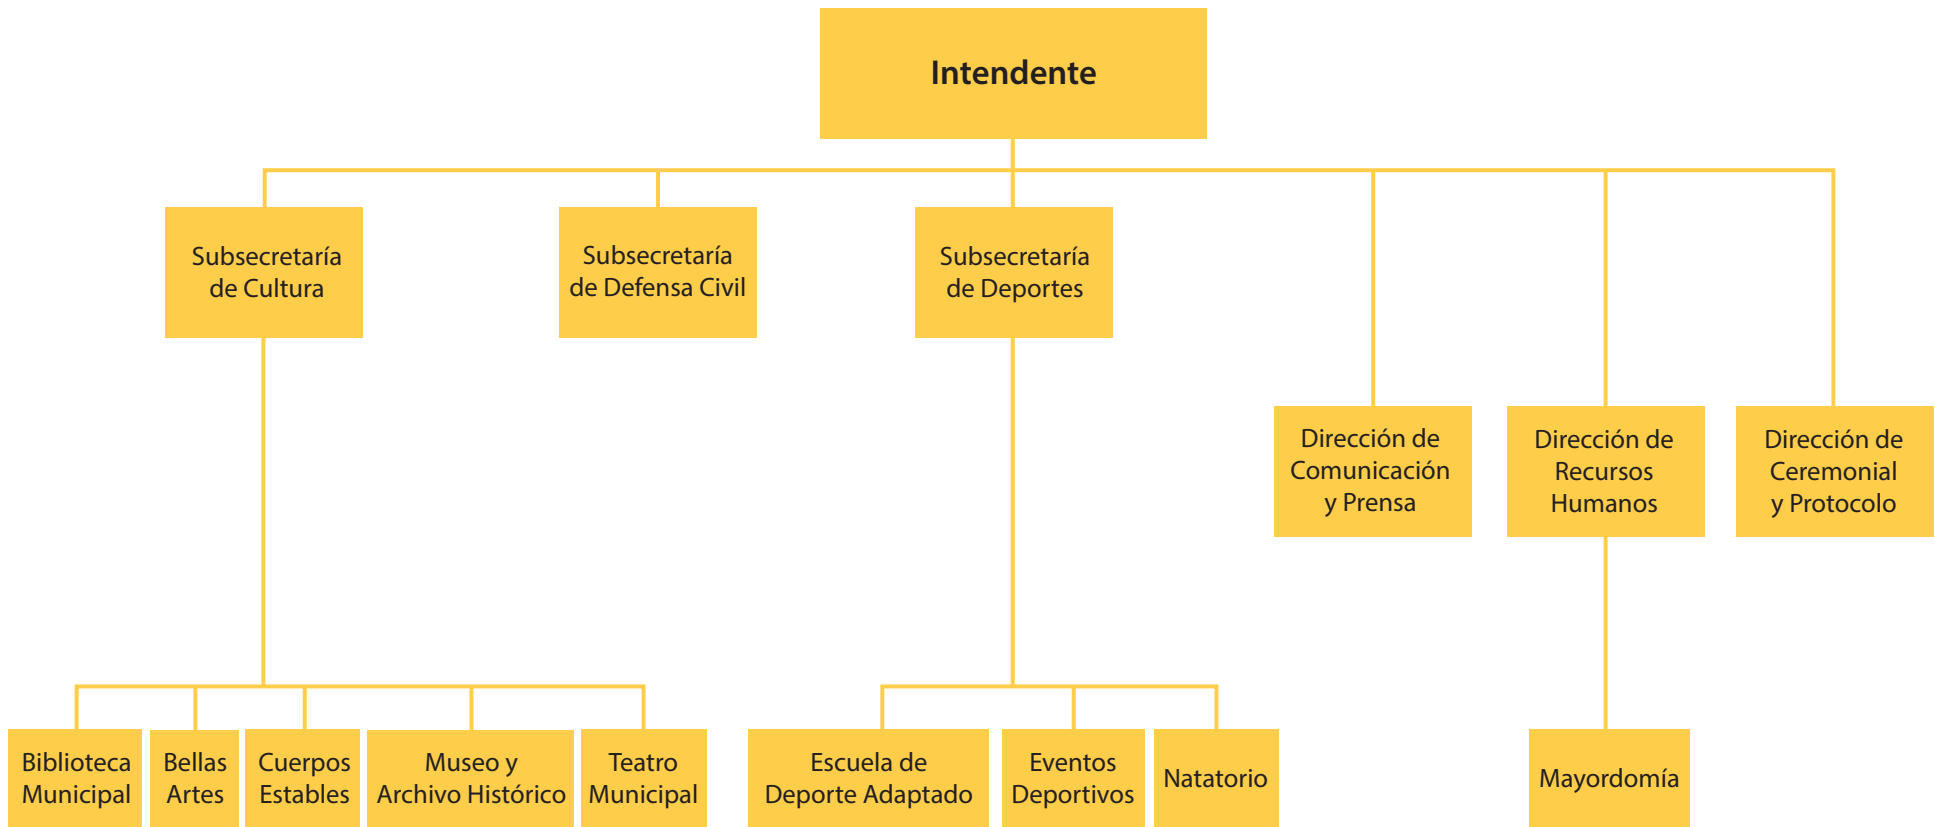 Intendente
Subsecretaría
de Cultura
Subsecretaría
de Defensa Civil
Subsecretaría
de Deportes
Dirección de
Comunicación
y Prensa
Dirección de
Recursos
Humanos
Dirección de
Ceremonial
y Protocolo
Biblioteca
Municipal
Bellas
Artes
Cuerpos
Estables
Museo y
Archivo Histórico
Teatro
Municipal
Escuela de
Deporte Adaptado
Eventos
Deportivos
Natatorio
Mayordomía